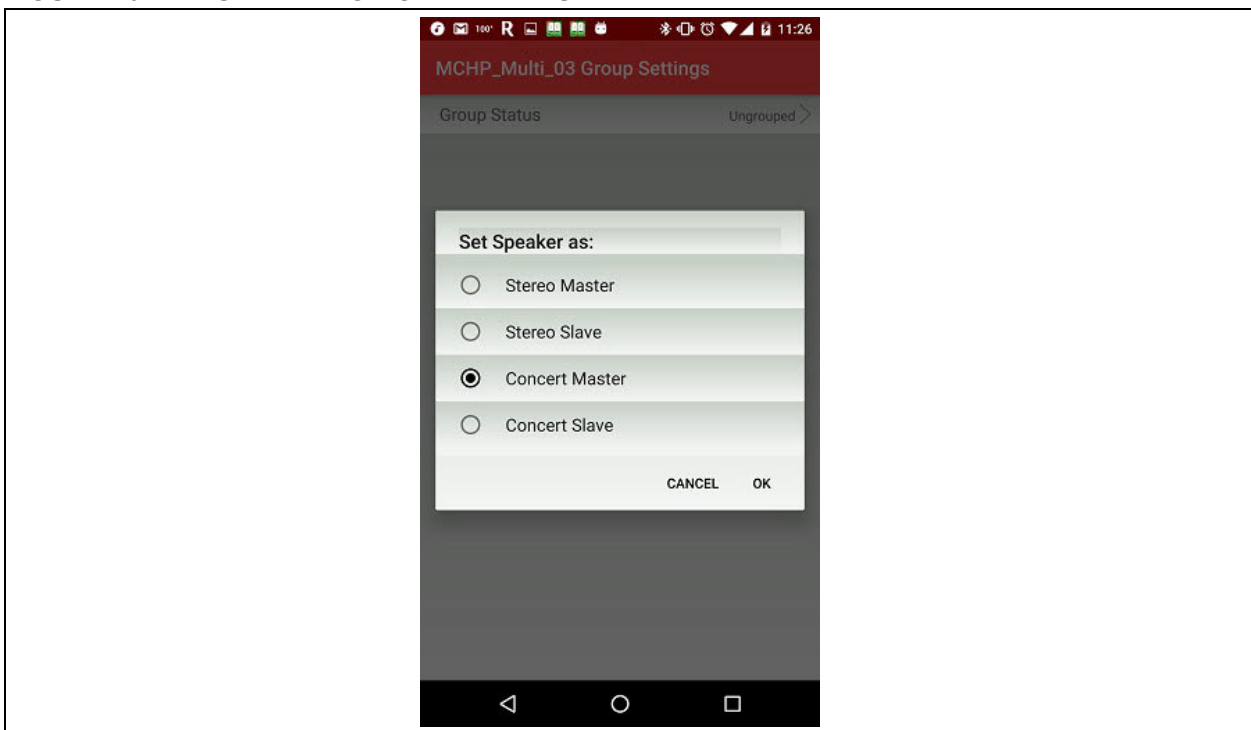 100° R 11:26
MCHP_Multi_03 Group Settings
Group Status Ungrouped
Set Speaker as:
Stereo Master
Stereo Slave
Concert Master
Concert Slave
CANCEL OK